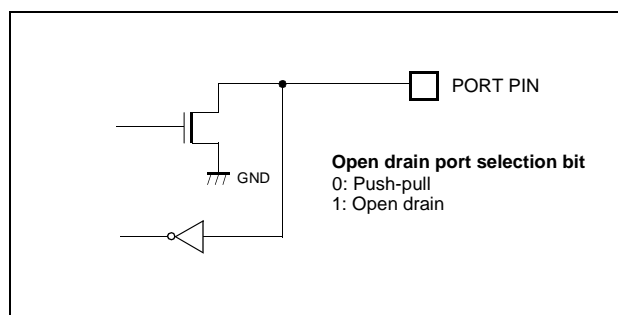 PORT PIN
GND
Open drain port selection bit
0: Push-pull
1: Open drain